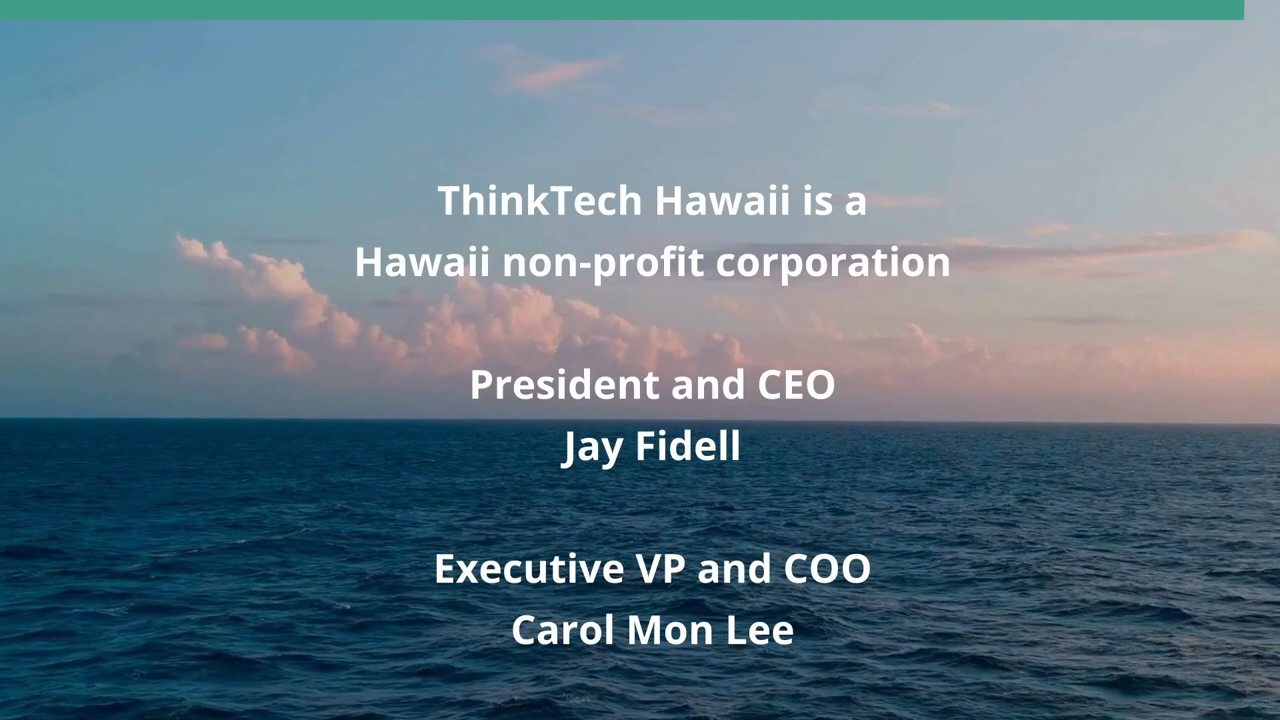 ThinkTech Hawaii is a
Hawaii non-profit corporation
President and CEO
Jay Fidell
Executive VP and COO
Carol Mon Lee